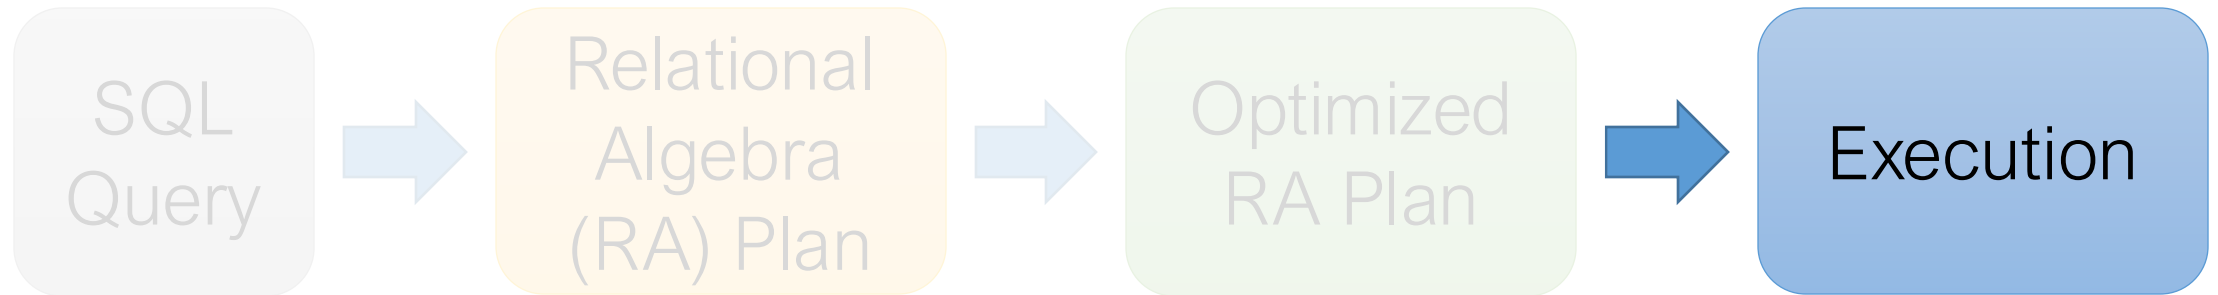 SQL
Query
Relational
Algebra
(RA) Plan
Optimized
RA Plan
Execution